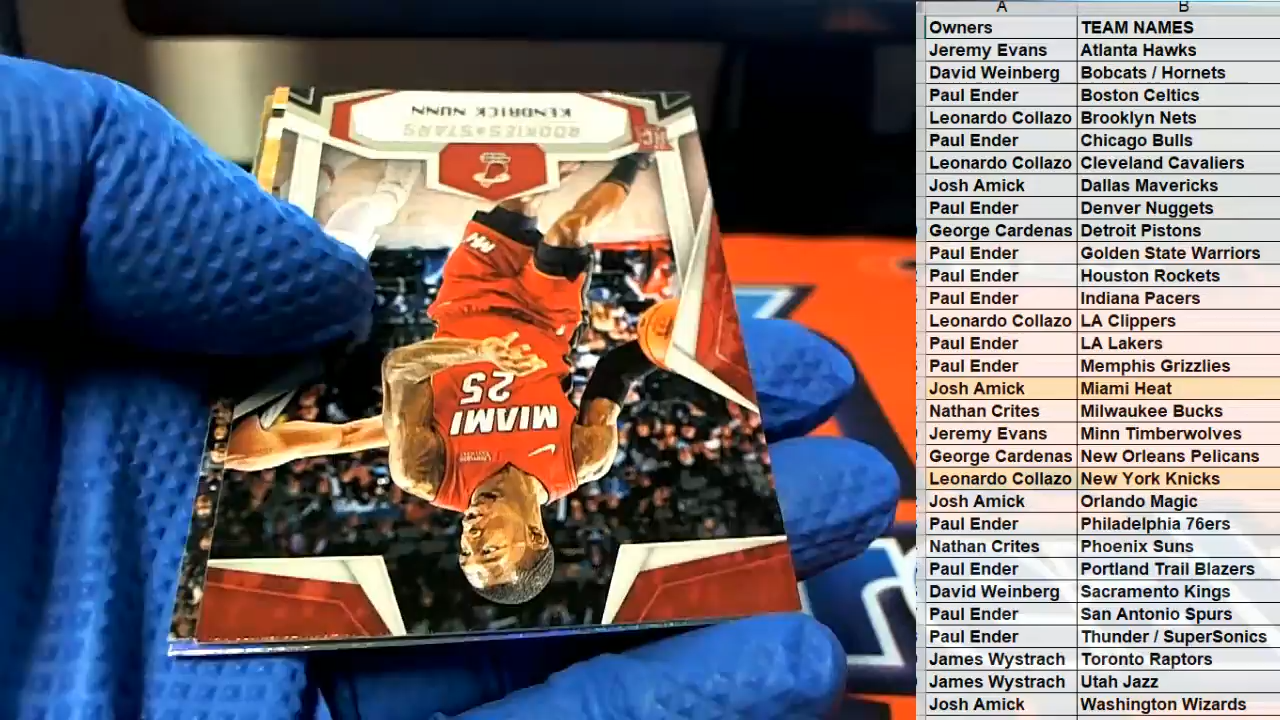 KENDRICK NUNN
ROOKIES & STARS
RC
MIAMI
25
A B
Owners TEAM NAMES
Jeremy Evans Atlanta Hawks
David Weinberg Bobcats / Hornets
Paul Ender Boston Celtics
Leonardo Collazo Brooklyn Nets
Paul Ender Chicago Bulls
Leonardo Collazo Cleveland Cavaliers
Josh Amick Dallas Mavericks
Paul Ender Denver Nuggets
George Cardenas Detroit Pistons
Paul Ender Golden State Warriors
Paul Ender Houston Rockets
Paul Ender Indiana Pacers
Leonardo Collazo LA Clippers
Paul Ender LA Lakers
Paul Ender Memphis Grizzlies
Josh Amick Miami Heat
Nathan Crites Milwaukee Bucks
Jeremy Evans Minn Timberwolves
George Cardenas New Orleans Pelicans
Leonardo Collazo New York Knicks
Josh Amick Orlando Magic
Paul Ender Philadelphia 76ers
Nathan Crites Phoenix Suns
Paul Ender Portland Trail Blazers
David Weinberg Sacramento Kings
Paul Ender San Antonio Spurs
Paul Ender Thunder / SuperSonics
James Wystrach Toronto Raptors
James Wystrach Utah Jazz
Josh Amick Washington Wizards